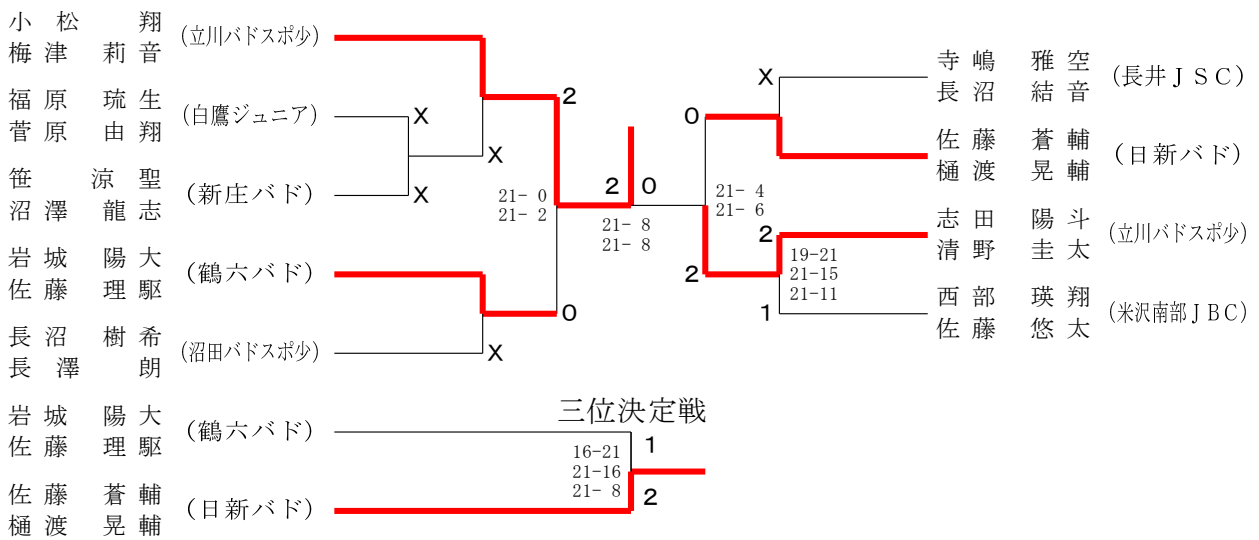 小松 翔
梅津 莉音
(立川バドスポ少)
福原 琉生
菅原 由翔
(白鷹ジュニア)
笹 涼聖
沼澤 龍志
(新庄バド)
岩城 陽大
佐藤 理駆
(鶴六バド)
長沼 樹希
長澤 朗
(沼田バドスポ少)
X
X
X
X
2
0
21- 0
21- 2
2
0
21- 8
21- 8
寺嶋 雅空
長沼 結音
(長井JSC)
佐藤 蒼輔
樋渡 晃輔
(日新バド)
志田 陽斗
清野 圭太
(立川バドスポ少)
西部 瑛翔
佐藤 悠太
(米沢南部JBC)
X
0
21- 4
21- 6
2
2
19-21
21-15
21-11
1
三位決定戦
岩城 陽大
佐藤 理駆
(鶴六バド)
佐藤 蒼輔
樋渡 晃輔
(日新バド)
1
16-21
21-16
21- 8
2